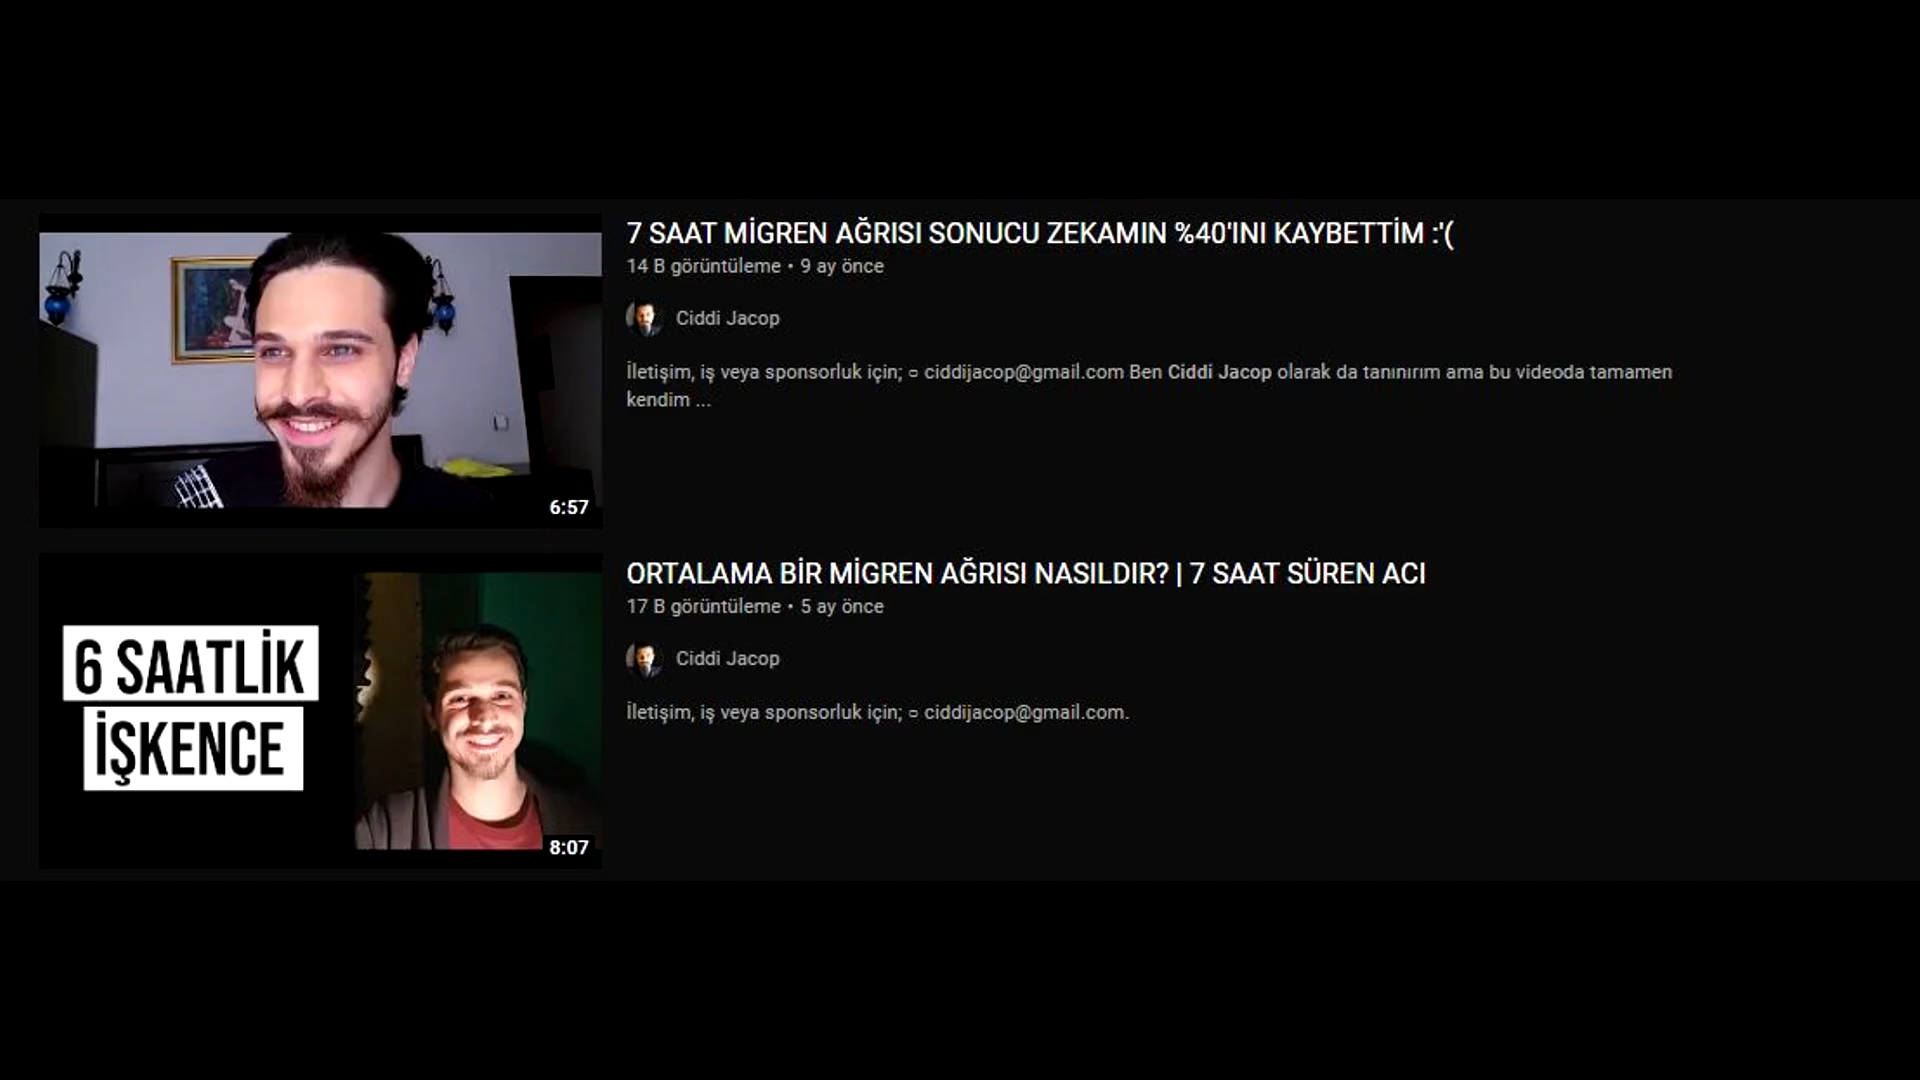 7 SAAT MİGREN AĞRISI SONUCU ZEKAMIN %40'INI KAYBETTİM :'(
14 B görüntüleme • 9 ay önce
Ciddi Jacop
İletişim, iş veya sponsorluk için; ○ ciddijacop@gmail.com Ben Ciddi Jacop olarak da tanınırım ama bu videoda tamamen
kendim ...
6:57
ORTALAMA BİR MİGREN AĞRISI NASILDIR? | 7 SAAT SÜREN ACI
17 B görüntüleme • 5 ay önce
Ciddi Jacop
İletişim, iş veya sponsorluk için; ○ ciddijacop@gmail.com.
6 SAATLİK
İŞKENCE
8:07